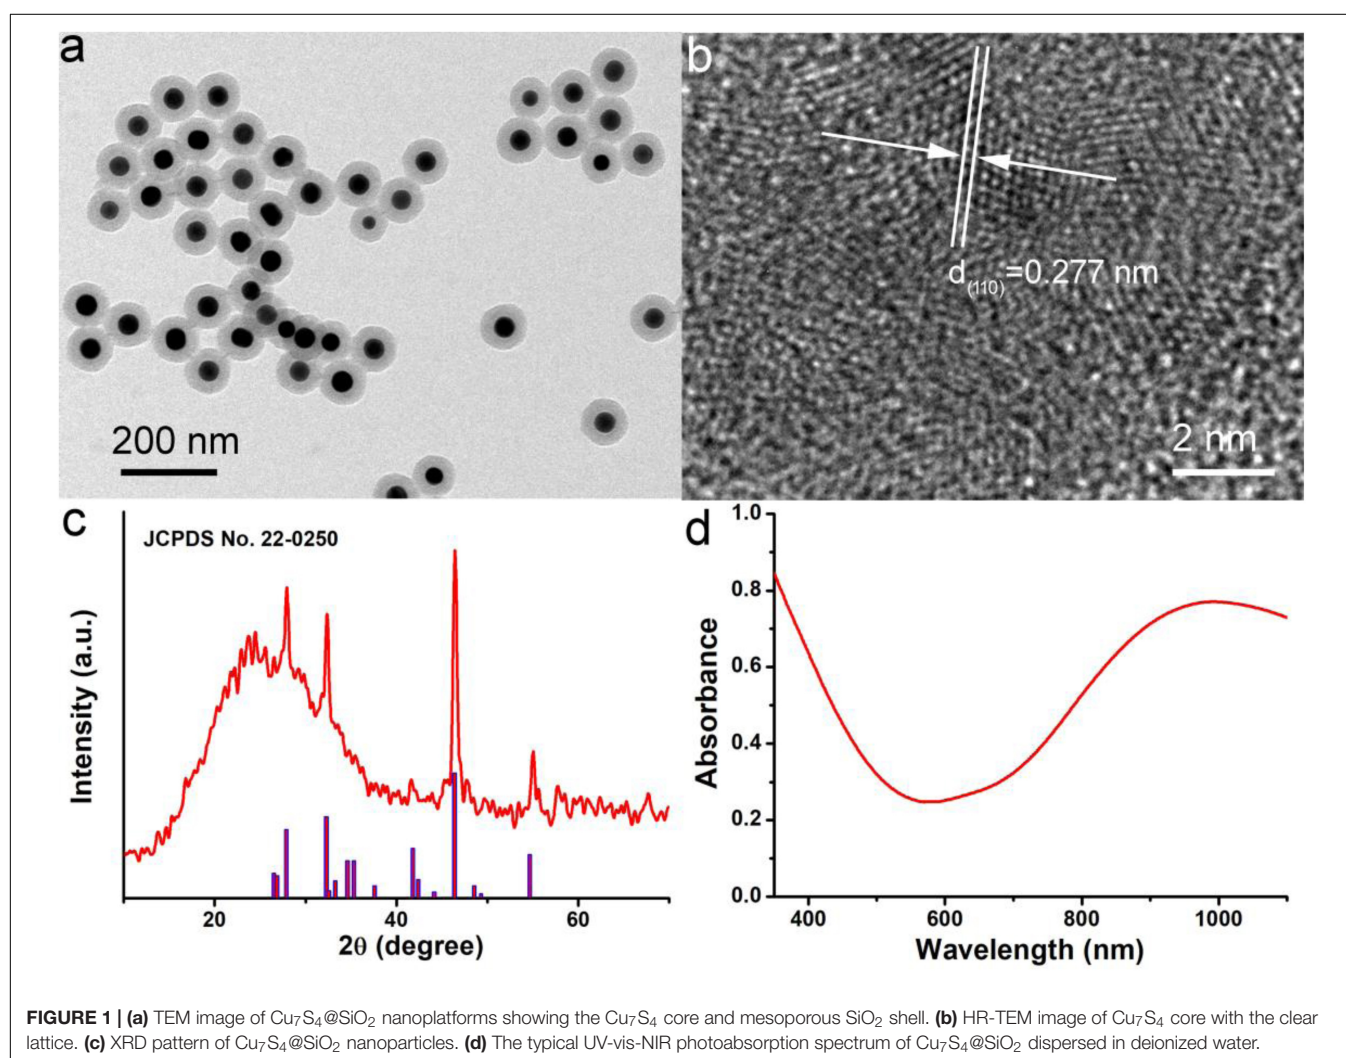 a
200 nm
b
d(110)=0.277 nm
2 nm
c
JCPDS No. 22-0250
Intensity (a.u.)
20
40
60
2θ (degree)
d
1.0
0.8
0.6
0.4
0.2
0.0
Absorbance
400
600
800
1000
Wavelength (nm)
FIGURE 1 | (a) TEM image of Cu₇S₄@SiO₂ nanoplatforms showing the Cu₇S₄ core and mesoporous SiO₂ shell. (b) HR-TEM image of Cu₇S₄ core with the clear
lattice. (c) XRD pattern of Cu₇S₄@SiO₂ nanoparticles. (d) The typical UV-vis-NIR photoabsorption spectrum of Cu₇S₄@SiO₂ dispersed in deionized water.